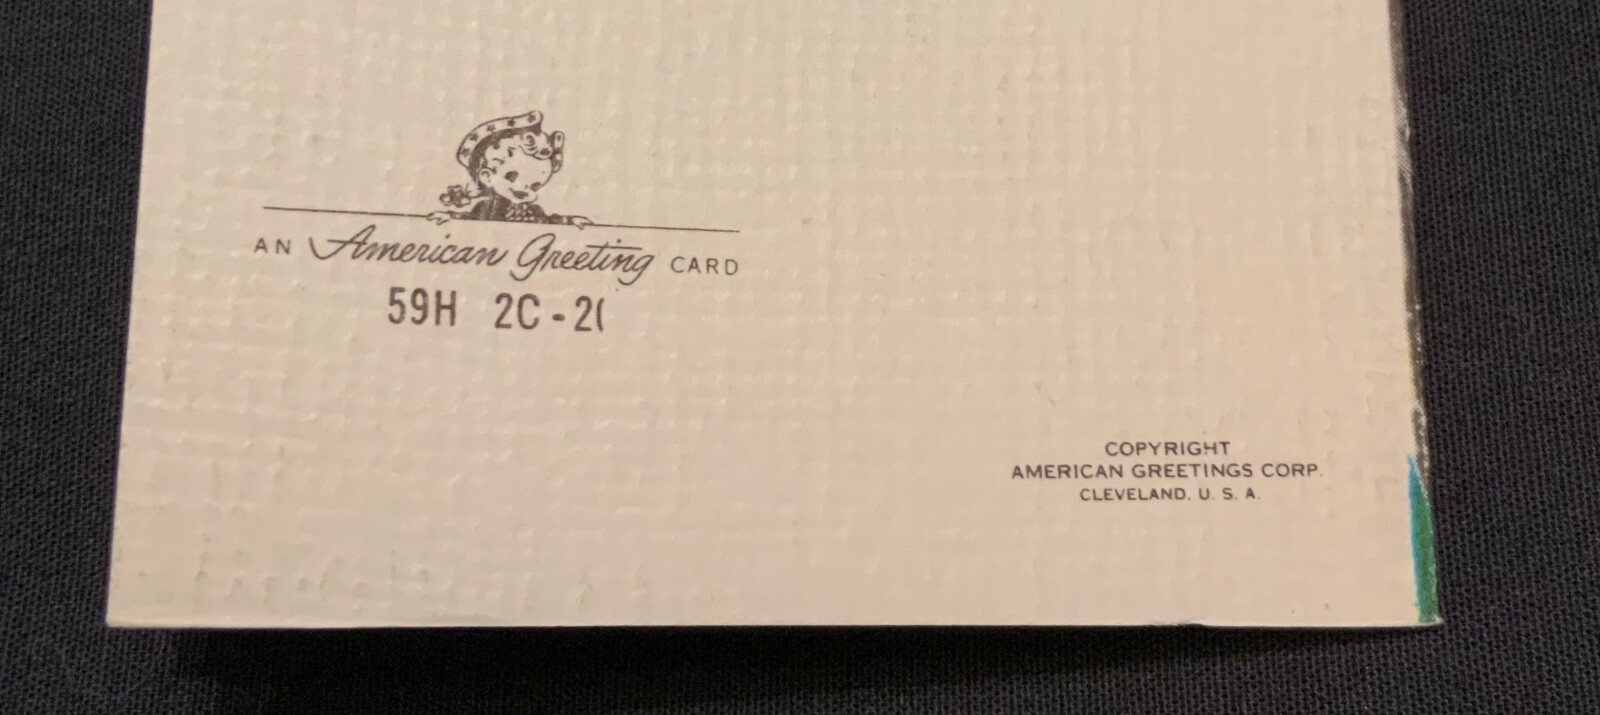 AN American Greeting CARD
59H 2C-2
COPYRIGHT
AMERICAN GREETINGS CORP.
CLEVELAND, U. S. A.